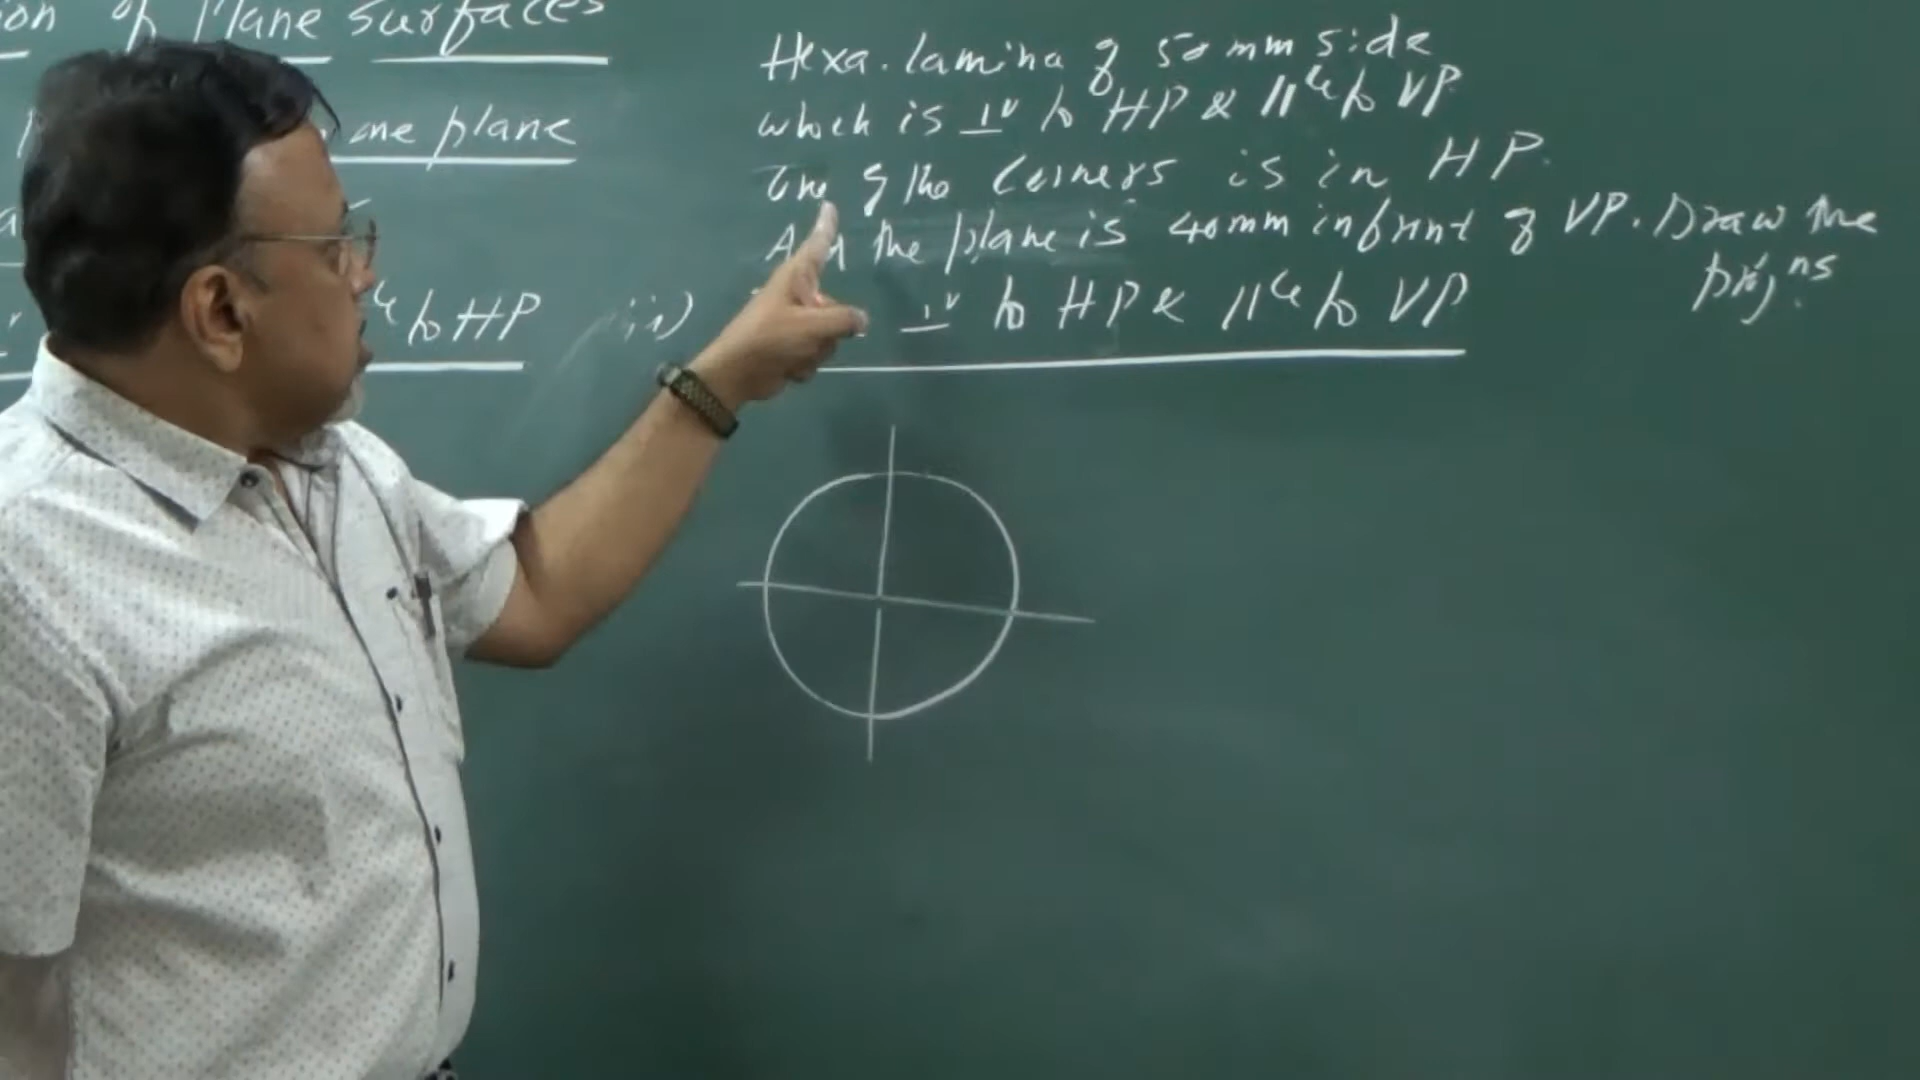 on of Plane Surfaces
one plane
to HP
Hexa. lamina of 50 mm side
which is ⊥r to HP & ||el to VP
One of the Corners is in HP.
And the plane is 40mm infront of VP. Draw the
projns.
ii) ⊥r to HP & ||el to VP